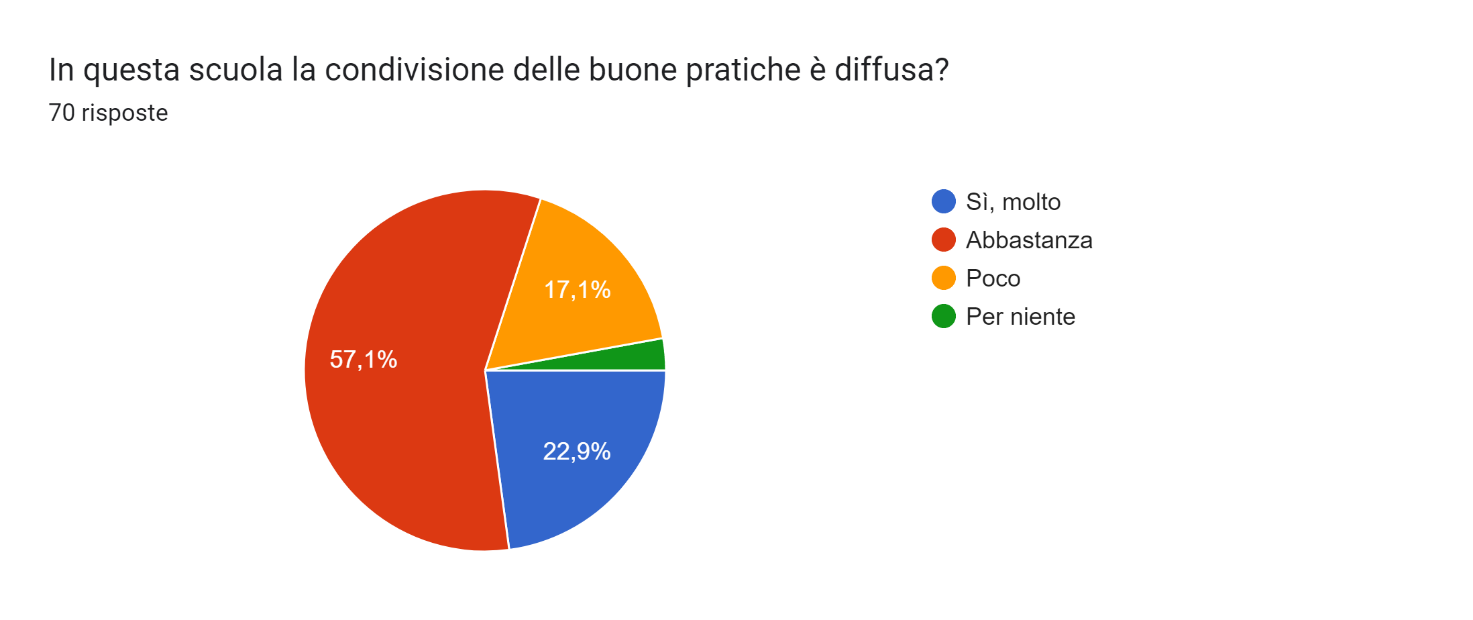 In questa scuola la condivisione delle buone pratiche è diffusa?
70 risposte
Sì, molto
Abbastanza
Poco
Per niente
17,1%
57,1%
22,9%